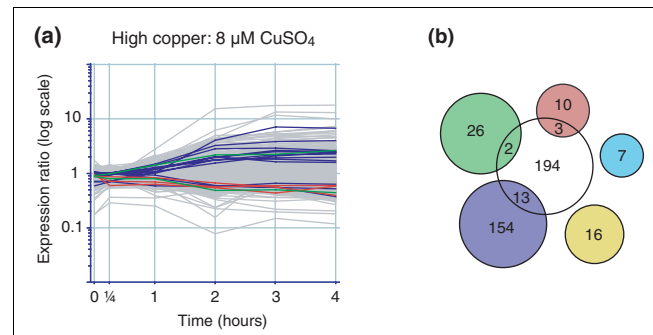 (a)
High copper: 8 µM CuSO₄
Expression ratio (log scale)
10
1
0.1
0 ¼ 1 2 3 4
Time (hours)
(b)
10
26
3
2
194
7
13
154
16